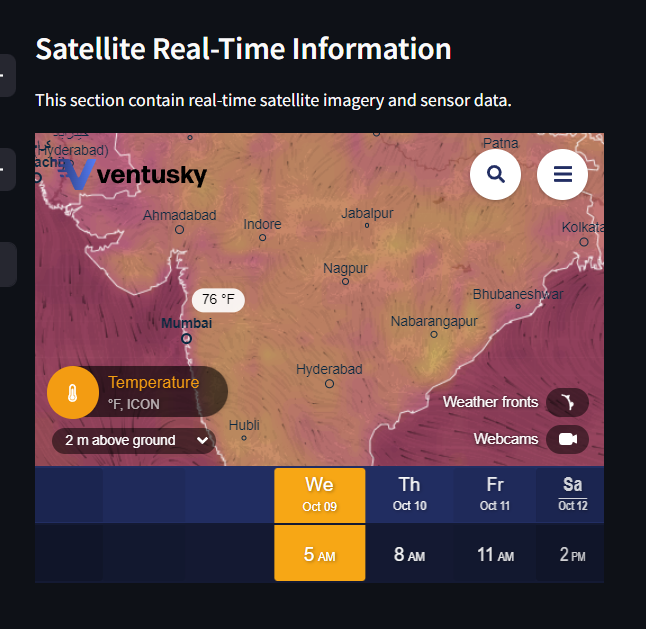 Satellite Real-Time Information
This section contain real-time satellite imagery and sensor data.
Hyderabad)
Patna
ventusky
Ahmadabad
Indore
Jabalpur
Kolkata
Nagpur
76 °F
Bhubaneshwar
Mumbai
Nabarangapur
Hyderabad
Temperature
°F, ICON
Weather fronts
Hubli
2 m above ground
Webcams
We
Th
Fr
Sa
Oct 09
Oct 10
Oct 11
Oct 12
5 AM
8 AM
11 AM
2 PM